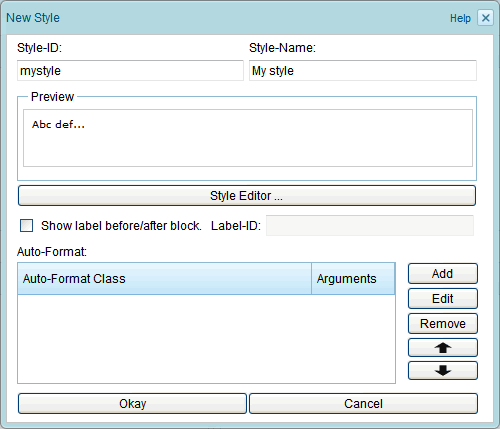 New Style Help
Style-ID: Style-Name:
mystyle My style
Preview
Abc def...
Style Editor ...
Show label before/after block. Label-ID:
Auto-Format:
Auto-Format Class Arguments
Add
Edit
Remove
Okay Cancel